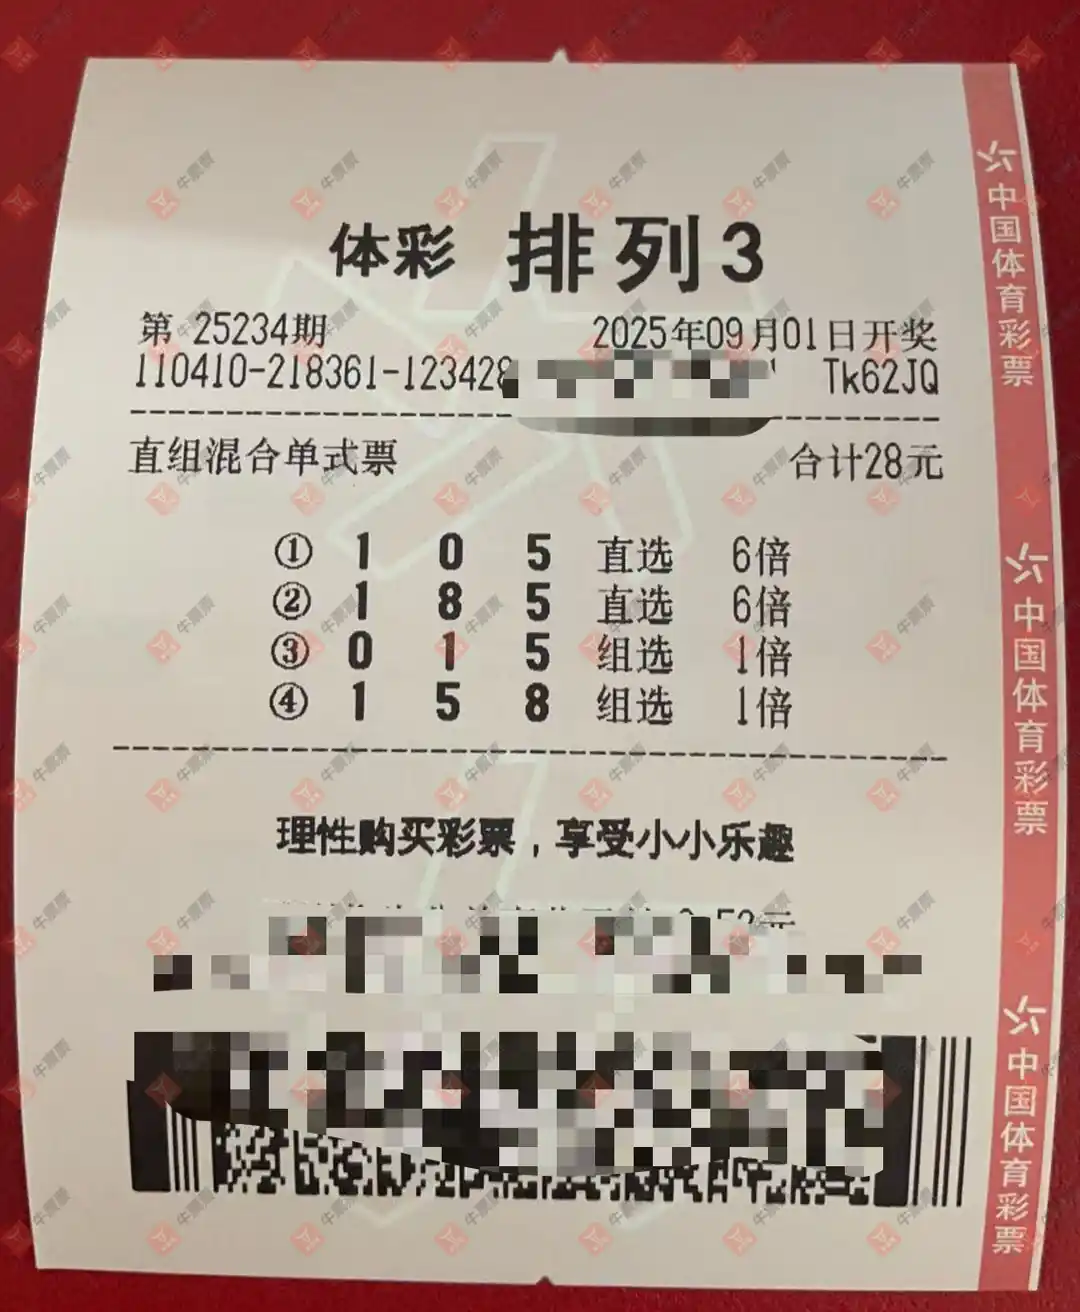 体彩 排列3
第 25234期 2025年09月01日开奖
110410-218361-123428 Tk62JQ
直组混合单式票 合计28元
① 1 0 5 直选 6倍
② 1 8 5 直选 6倍
③ 0 1 5 组选 1倍
④ 1 5 8 组选 1倍
理性购买彩票，享受小小乐趣
中国体育彩票
中国体育彩票
中国体育彩票
牛票票